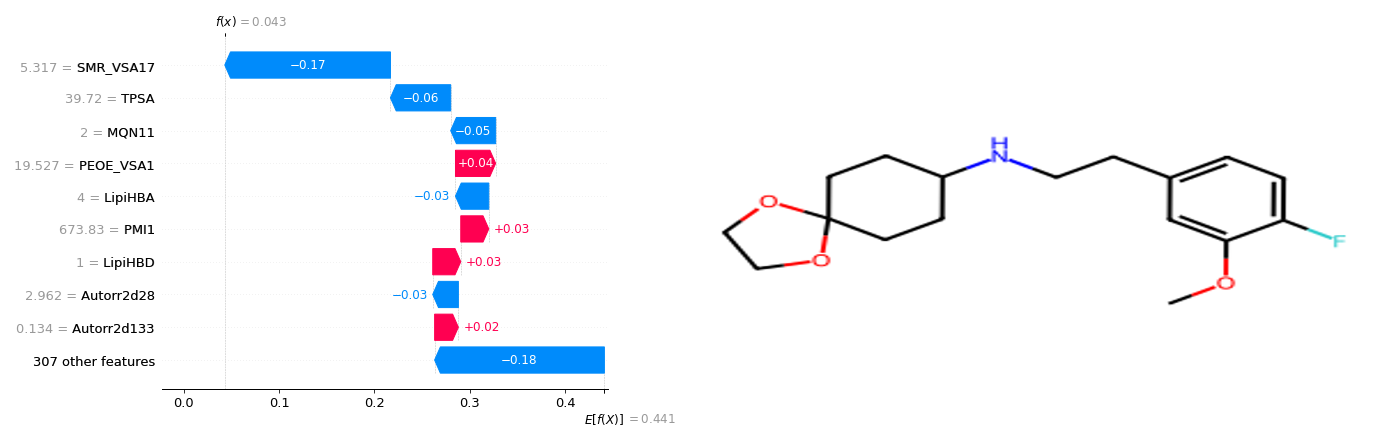 f(x) = 0.043
5.317 = SMR_VSA17
−0.17
39.72 = TPSA
−0.06
2 = MQN11
−0.05
19.527 = PEOE_VSA1
+0.04
4 = LipiHBA
−0.03
673.83 = PMI1
+0.03
1 = LipiHBD
+0.03
2.962 = Autorr2d28
−0.03
0.134 = Autorr2d133
+0.02
307 other features
−0.18
0.0 0.1 0.2 0.3 0.4
E[f(X)] = 0.441
H
N
O
O
F
O